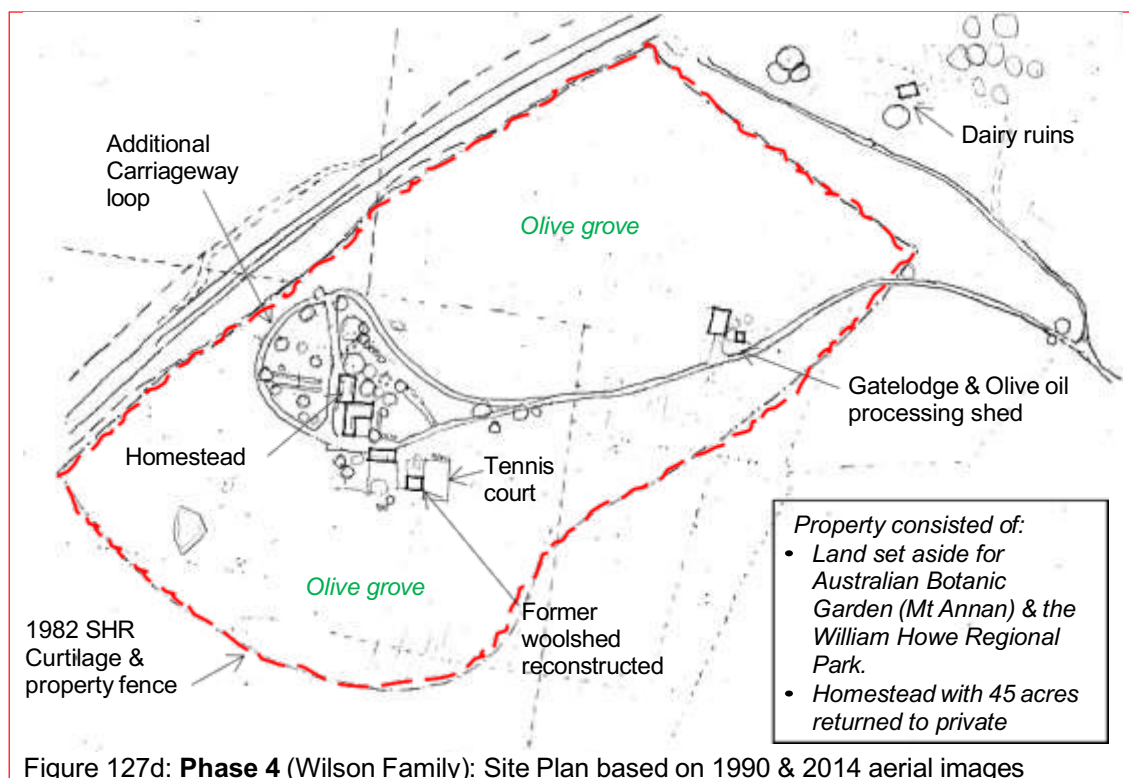 Dairy ruins
Additional
Carriageway
loop
Olive grove
Gatelodge & Olive oil
processing shed
Homestead
Tennis
court
Property consisted of:
• Land set aside for
Australian Botanic
Garden (Mt Annan) & the
William Howe Regional
Park.
• Homestead with 45 acres
returned to private
Olive grove
Former
woolshed
reconstructed
1982 SHR
Curtilage &
property fence
Figure 127d: Phase 4 (Wilson Family): Site Plan based on 1990 & 2014 aerial images